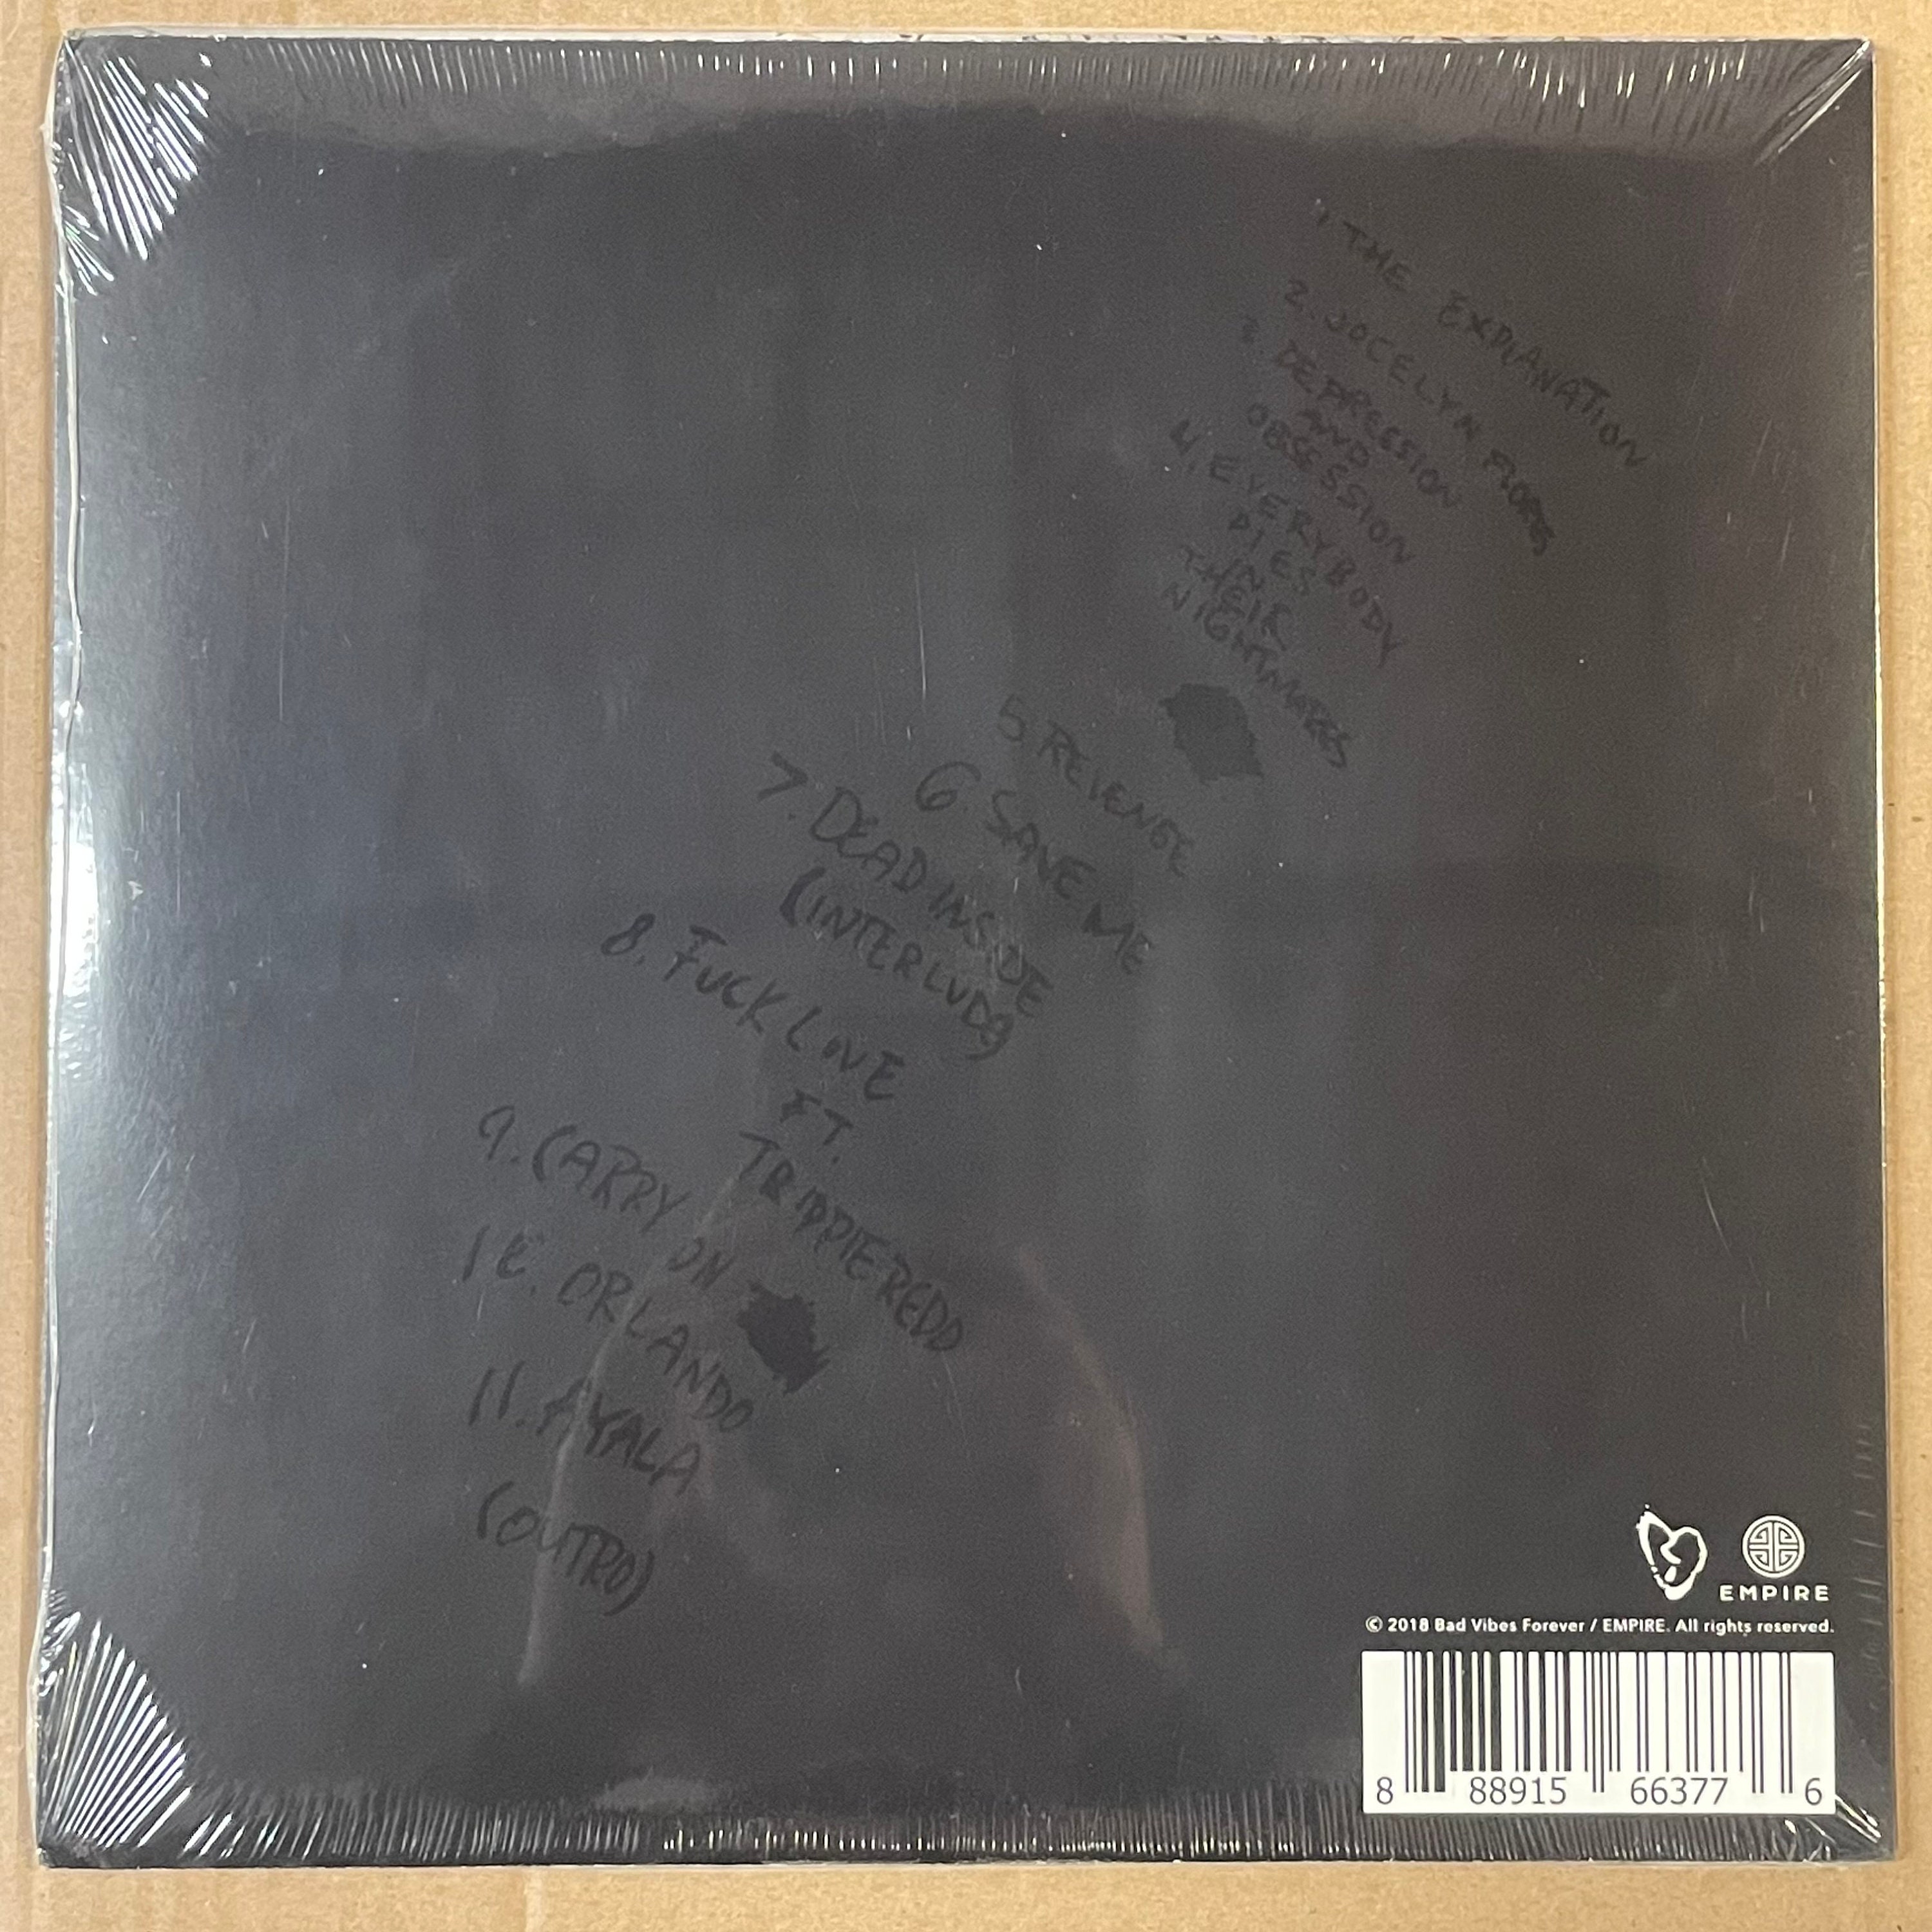 1 THE EXPLANATION
2. JOCELYN FLORES
3. DEPRESSION
AND
OBSESSION
4. EVERYBODY
DIES
IN
THEIR
NIGHTMARES
5. REVENGE
6. SAVE ME
7. DEAD INSIDE
(INTERLUDE)
8. FUCK LOVE
FT.
TRIPPIE REDD
9. CARRY ON
10. ORLANDO
11. AYALA
(OUTRO)
EMPIRE
© 2018 Bad Vibes Forever / EMPIRE. All rights reserved.
8 88915 66377 6